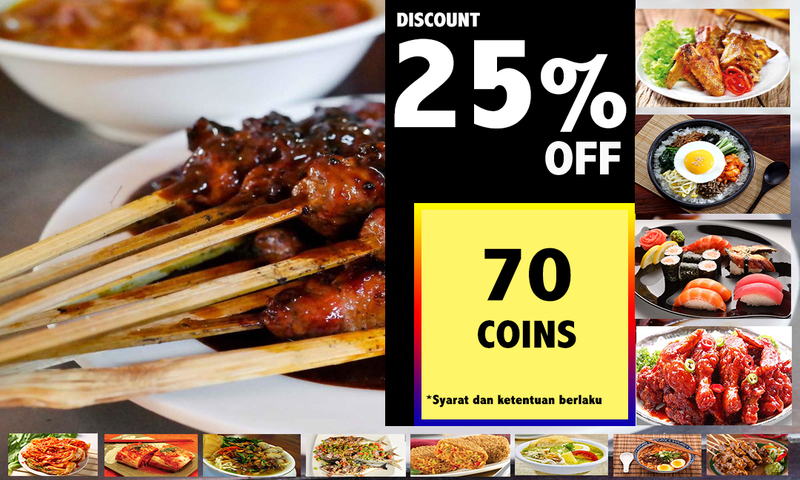 DISCOUNT
25%
OFF
70
COINS
*Syarat dan ketentuan berlaku